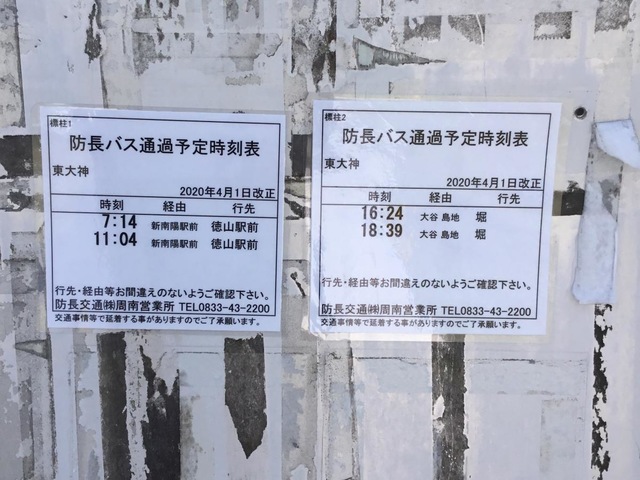 標柱1
防長バス通過予定時刻表
東大神
2020年4月1日改正
時刻 経由 行先
7:14 新南陽駅前 徳山駅前
11:04 新南陽駅前 徳山駅前
行先・経由等お間違えのないようご確認下さい。
防長交通㈱周南営業所 TEL0833-43-2200
交通事情等で延着する事がありますのでご了承願います。
標柱2
防長バス通過予定時刻表
東大神
2020年4月1日改正
時刻 経由 行先
16:24 大谷 島地 堀
18:39 大谷 島地 堀
行先・経由等お間違えのないようご確認下さい。
防長交通㈱周南営業所 TEL0833-43-2200
交通事情等で延着する事がありますのでご了承願います。